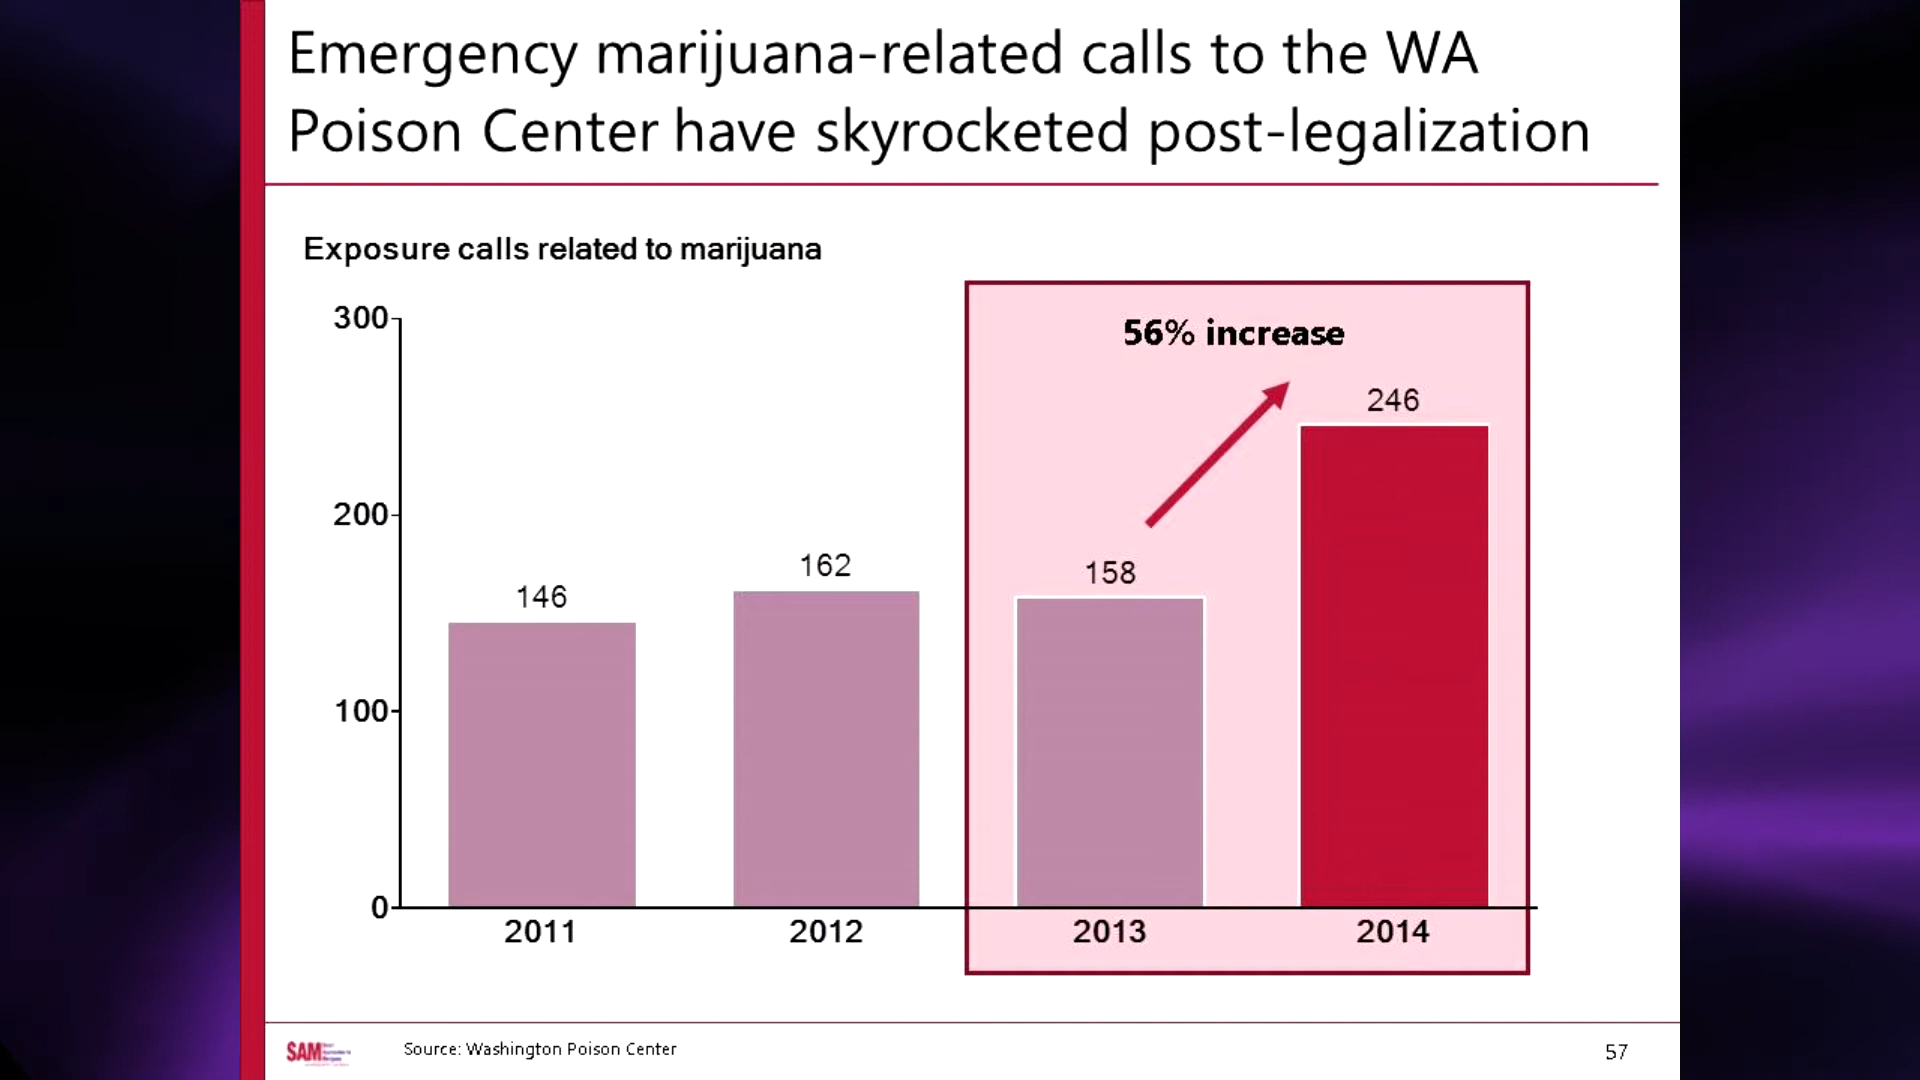 Emergency marijuana-related calls to the WA
Poison Center have skyrocketed post-legalization
Exposure calls related to marijuana
56% increase
300
200
100
0
146
162
158
246
2011
2012
2013
2014
SAM
Source: Washington Poison Center
57